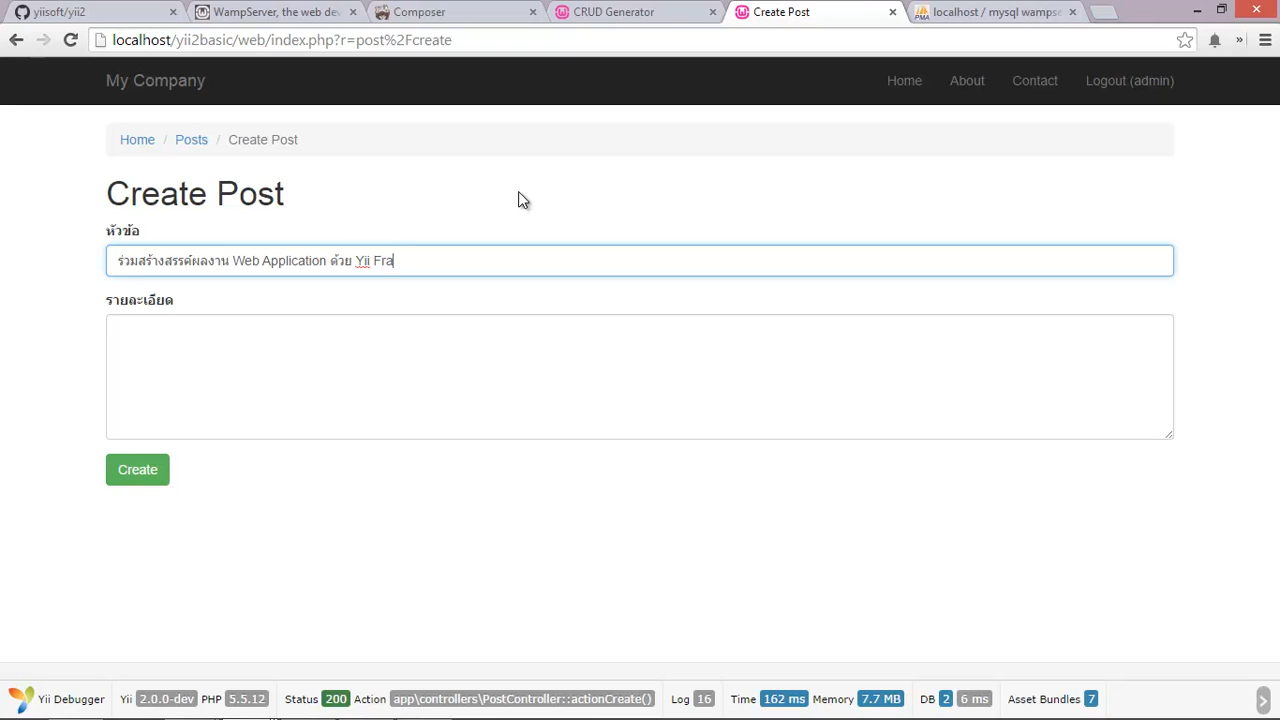 yiisoft/yii2
WampServer, the web dev
Composer
CRUD Generator
Create Post
localhost / mysql wampse
localhost/yii2basic/web/index.php?r=post%2Fcreate
My Company
Home
About
Contact
Logout (admin)
Home / Posts / Create Post
Create Post
หัวข้อ
ร่วมสร้างสรรค์ผลงาน Web Application ด้วย Yii Fra
รายละเอียด
Create
Yii Debugger
Yii 2.0.0-dev PHP 5.5.12
Status 200 Action app\controllers\PostController::actionCreate()
Log 16
Time 162 ms Memory 7.7 MB
DB 2 6 ms
Asset Bundles 7